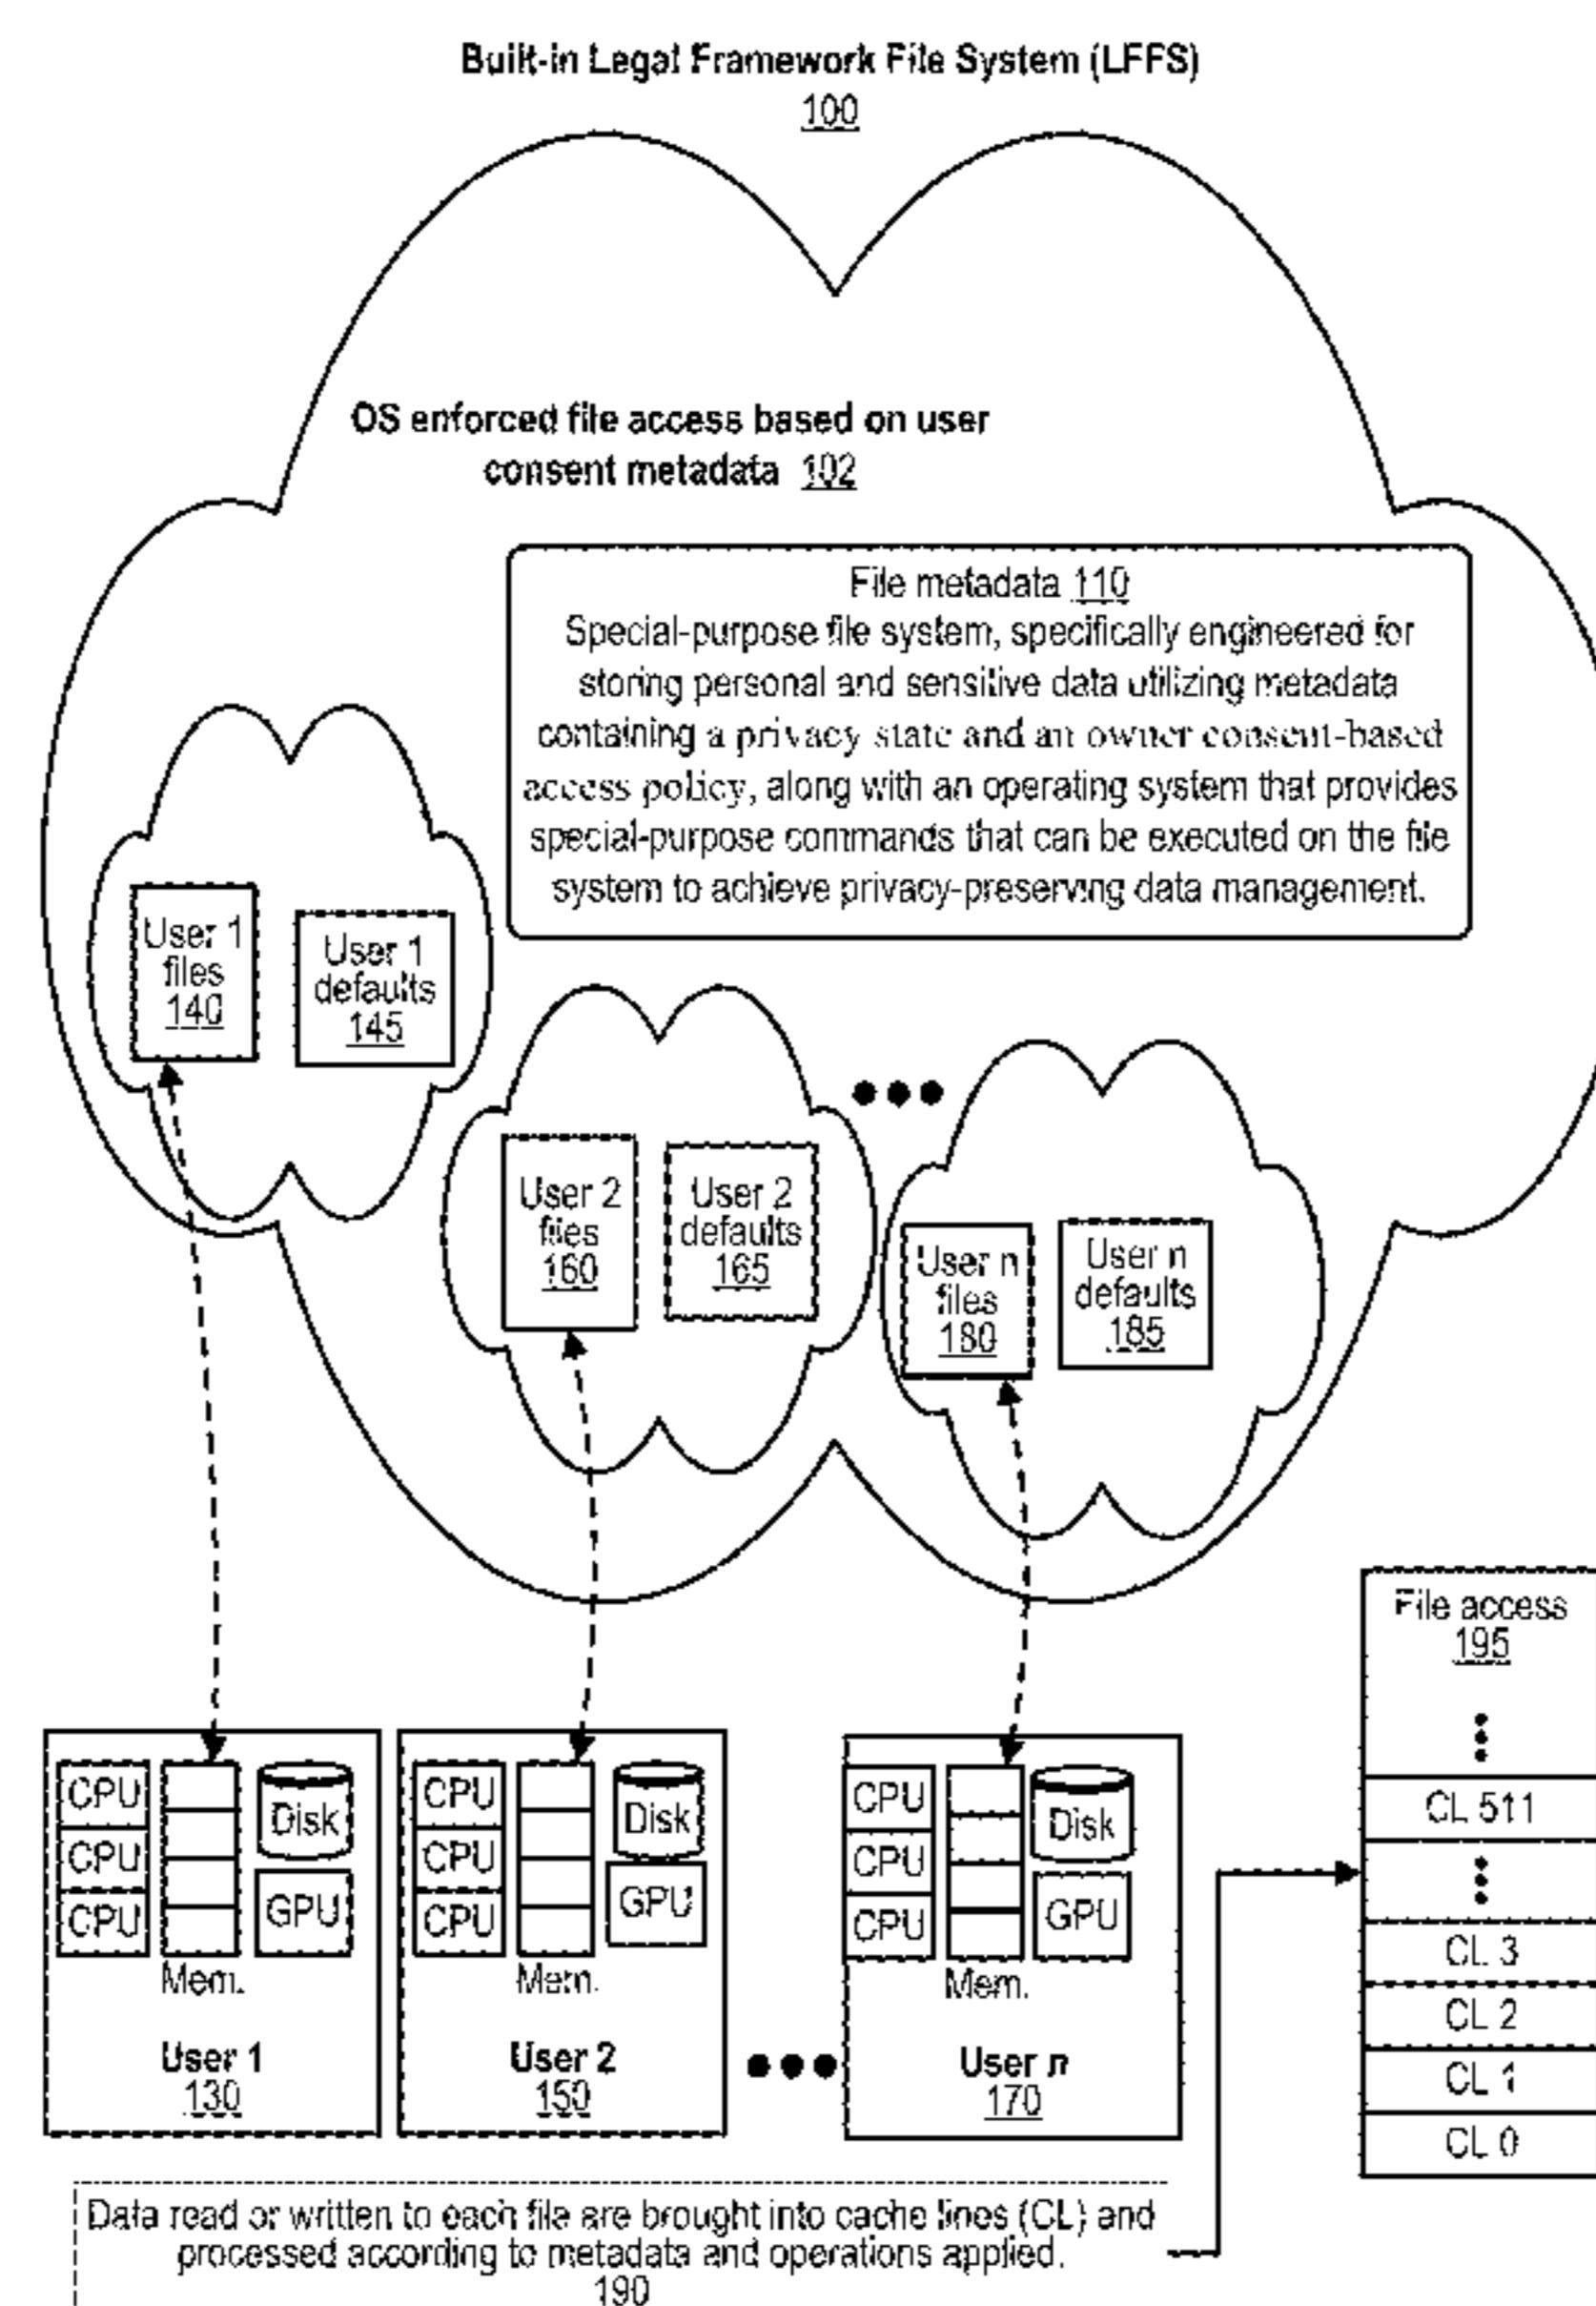 Built-in Legal Framework File System (LFFS)
100
OS enforced file access based on user
consent metadata 102
File metadata 110
Special-purpose file system, specifically engineered for
storing personal and sensitive data utilizing metadata
containing a privacy state and an owner consent-based
access policy, along with an operating system that provides
special-purpose commands that can be executed on the file
system to achieve privacy-preserving data management.
User 1
files
140
User 1
defaults
145
User 2
files
160
User 2
defaults
165
User n
files
180
User n
defaults
185
CPU
CPU
CPU
Mem.
Disk
GPU
User 1
130
CPU
CPU
CPU
Mem.
Disk
GPU
User 2
150
CPU
CPU
CPU
Mem.
Disk
GPU
User n
170
File access
195
CL 511
CL 3
CL 2
CL 1
CL 0
Data read or written to each file are brought into cache lines (CL) and
processed according to metadata and operations applied.
190